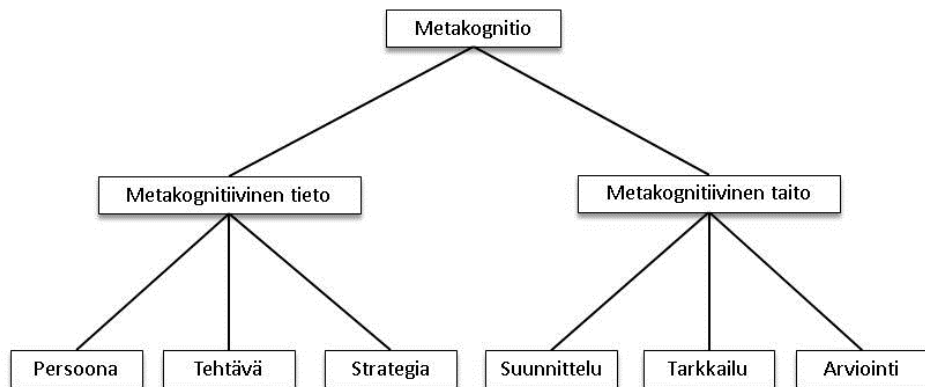 Metakognitio
Metakognitiivinen tieto
Metakognitiivinen taito
Persoona
Tehtävä
Strategia
Suunnittelu
Tarkkailu
Arviointi